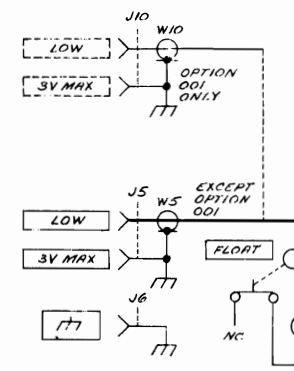 J10
W10
LOW
OPTION
001
ONLY
3V MAX
J5
W5
EXCEPT
OPTION
001
LOW
FLOAT
3V MAX
J6
NC